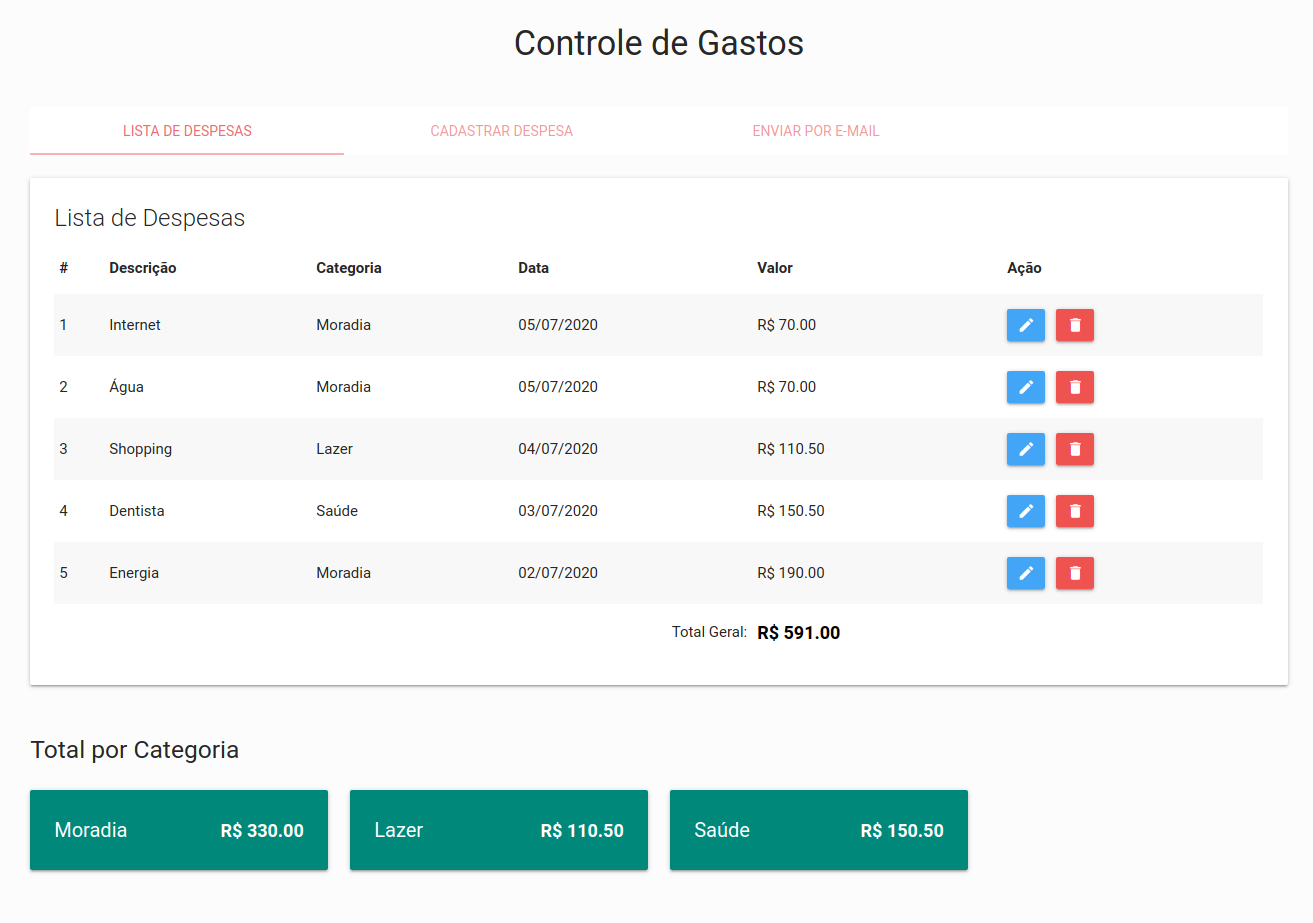 Controle de Gastos
LISTA DE DESPESAS CADASTRAR DESPESA ENVIAR POR E-MAIL
Lista de Despesas
# Descrição Categoria Data Valor Ação
1 Internet Moradia 05/07/2020 R$ 70.00
2 Água Moradia 05/07/2020 R$ 70.00
3 Shopping Lazer 04/07/2020 R$ 110.50
4 Dentista Saúde 03/07/2020 R$ 150.50
5 Energia Moradia 02/07/2020 R$ 190.00
Total Geral: R$ 591.00
Total por Categoria
Moradia R$ 330.00 Lazer R$ 110.50 Saúde R$ 150.50